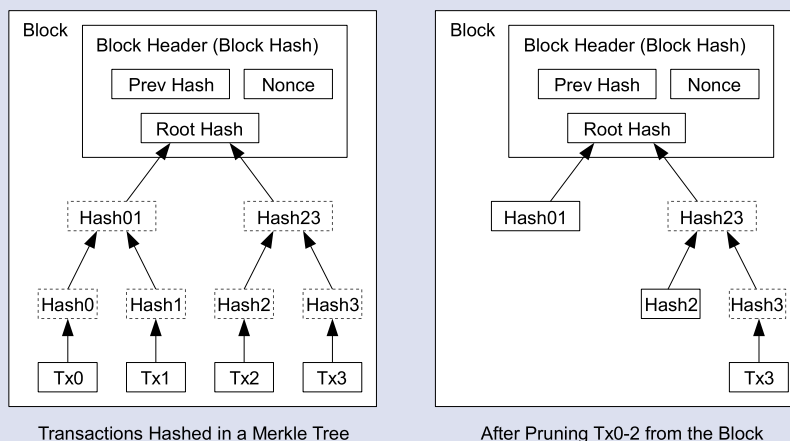 Block
Block Header (Block Hash)
Prev Hash
Nonce
Root Hash
Hash01
Hash23
Hash0
Hash1
Hash2
Hash3
Tx0
Tx1
Tx2
Tx3
Transactions Hashed in a Merkle Tree
Block
Block Header (Block Hash)
Prev Hash
Nonce
Root Hash
Hash01
Hash23
Hash2
Hash3
Tx3
After Pruning Tx0-2 from the Block